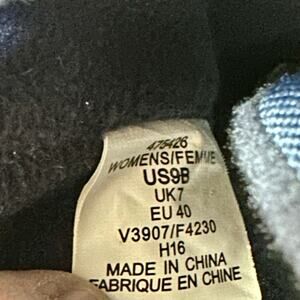 475426
WOMENS/FEMME
US9B
UK7
EU 40
V3907/F4230
H16
MADE IN CHINA
FABRIQUE EN CHINE